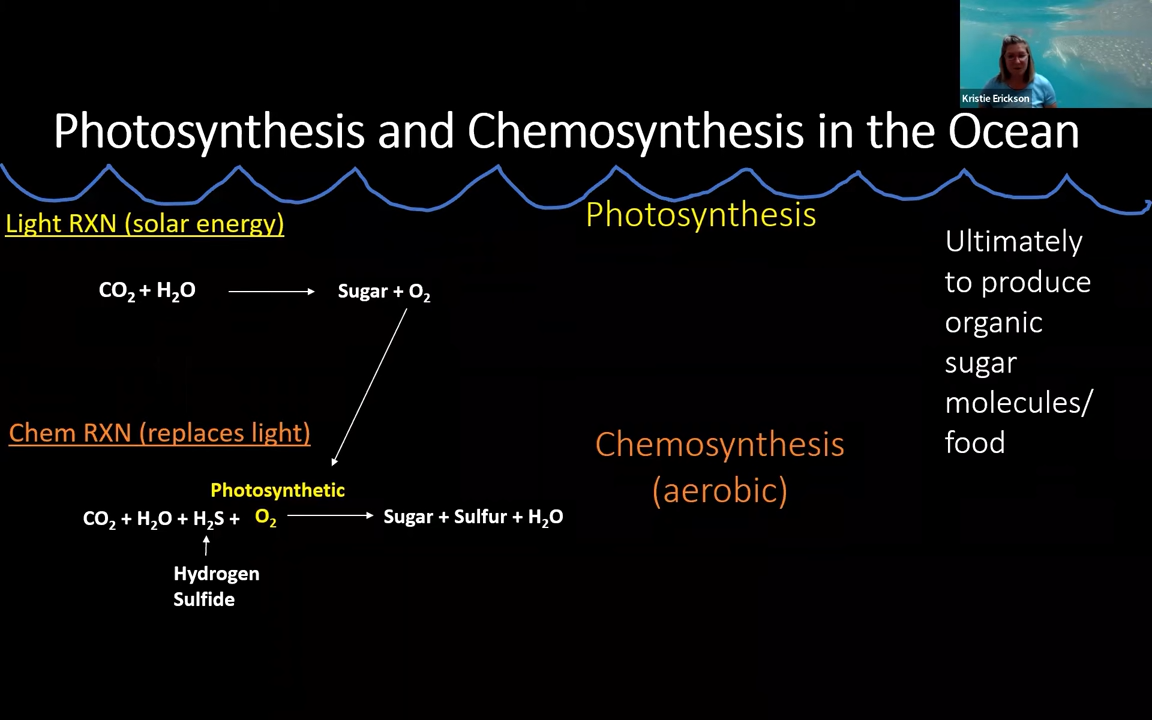 Kristie Erickson
Photosynthesis and Chemosynthesis in the Ocean
Light RXN (solar energy)
CO₂ + H₂O
Sugar + O₂
Chem RXN (replaces light)
Photosynthetic
CO₂ + H₂O + H₂S + O₂
Sugar + Sulfur + H₂O
Hydrogen
Sulfide
Photosynthesis
Chemosynthesis
(aerobic)
Ultimately
to produce
organic
sugar
molecules/
food